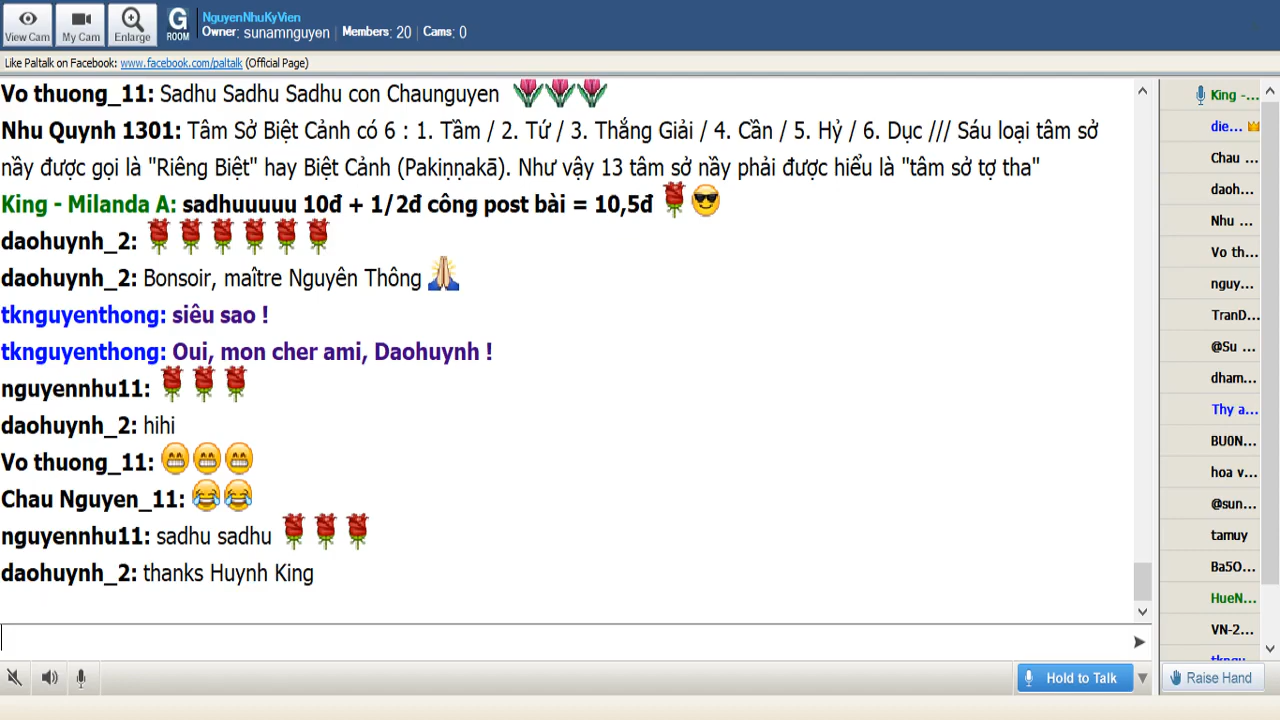 View Cam
My Cam
Enlarge
G ROOM
NguyenNhuKyVien
Owner: sunamnguyen | Members: 20 | Cams: 0
Like Paltalk on Facebook: www.facebook.com/paltalk (Official Page)
Vo thuong_11: Sadhu Sadhu Sadhu con Chaunguyen
Nhu Quynh 1301: Tâm Sở Biệt Cảnh có 6 : 1. Tầm / 2. Tứ / 3. Thắng Giải / 4. Cần / 5. Hỷ / 6. Dục /// Sáu loại tâm sở
nầy được gọi là "Riêng Biệt" hay Biệt Cảnh (Pakiṇṇakā). Như vậy 13 tâm sở nầy phải được hiểu là "tâm sở tợ tha"
King - Milanda A: sadhuuuuu 10đ + 1/2đ công post bài = 10,5đ
daohuynh_2:
daohuynh_2: Bonsoir, maître Nguyên Thông
tknguyenthong: siêu sao !
tknguyenthong: Oui, mon cher ami, Daohuynh !
nguyennhu11:
daohuynh_2: hihi
Vo thuong_11:
Chau Nguyen_11:
nguyennhu11: sadhu sadhu
daohuynh_2: thanks Huynh King
King -...
die...
Chau ...
daoh...
Nhu ...
Vo th...
nguy...
TranD...
@Su ...
dham...
Thy a...
BU0N...
hoa v...
@sun...
tamuy
Ba5O...
HueN...
VN-2...
Hold to Talk
Raise Hand